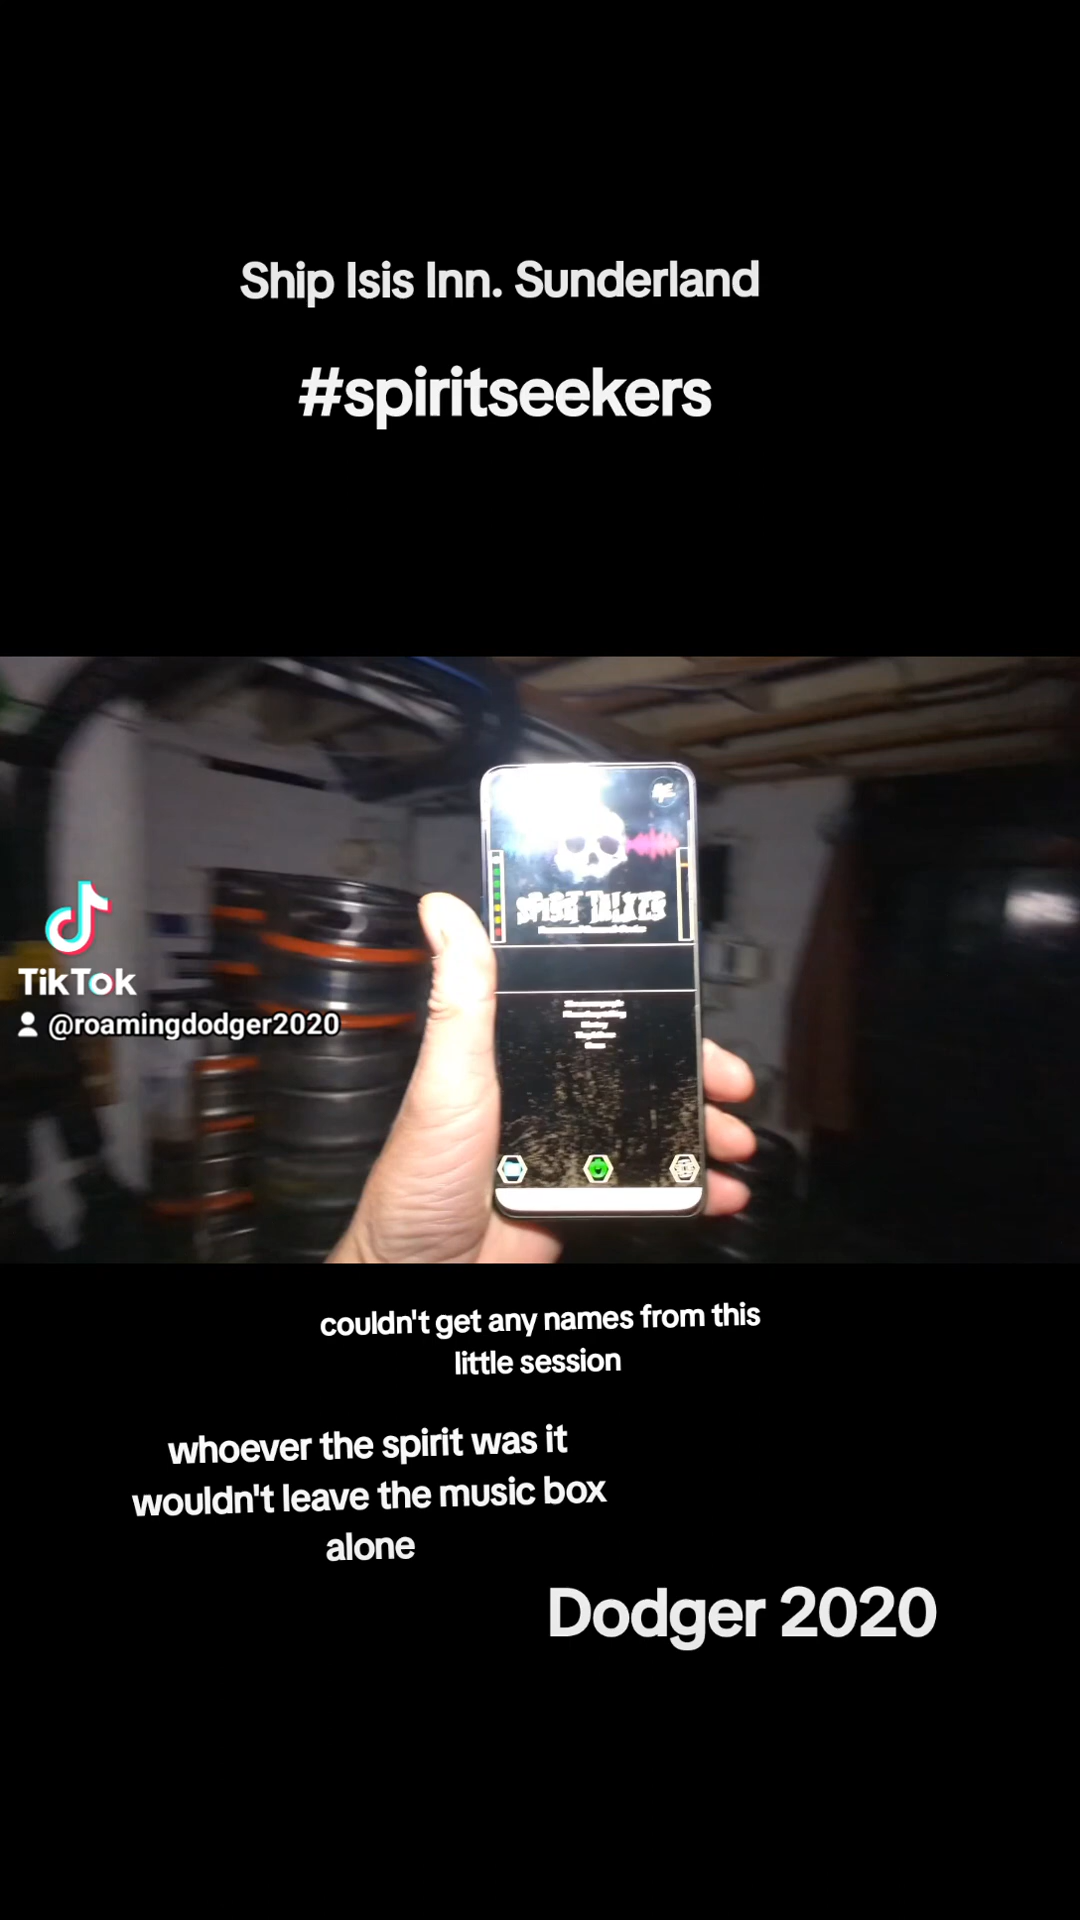 Ship Isis Inn. Sunderland
#spiritseekers
TikTok
@roamingdodger2020
couldn't get any names from this
little session
whoever the spirit was it
wouldn't leave the music box
alone
Dodger 2020